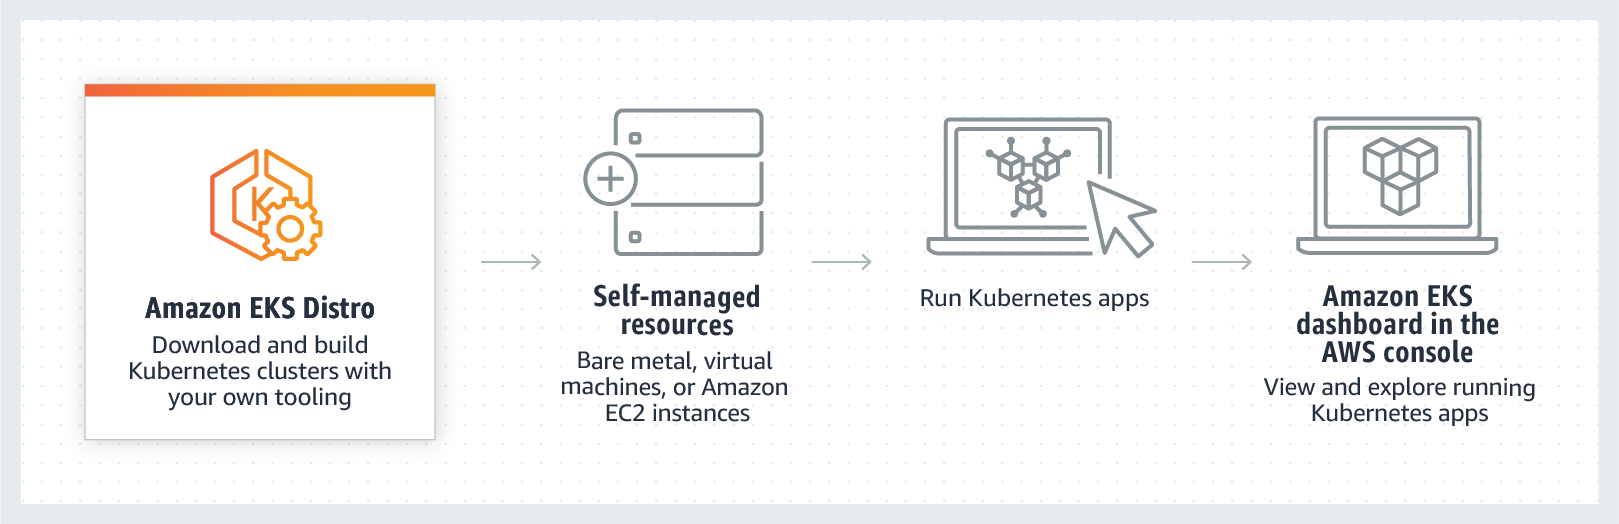 K
Amazon EKS Distro
Download and build
Kubernetes clusters with
your own tooling
Self-managed
resources
Bare metal, virtual
machines, or Amazon
EC2 instances
Run Kubernetes apps
Amazon EKS
dashboard in the
AWS console
View and explore running
Kubernetes apps